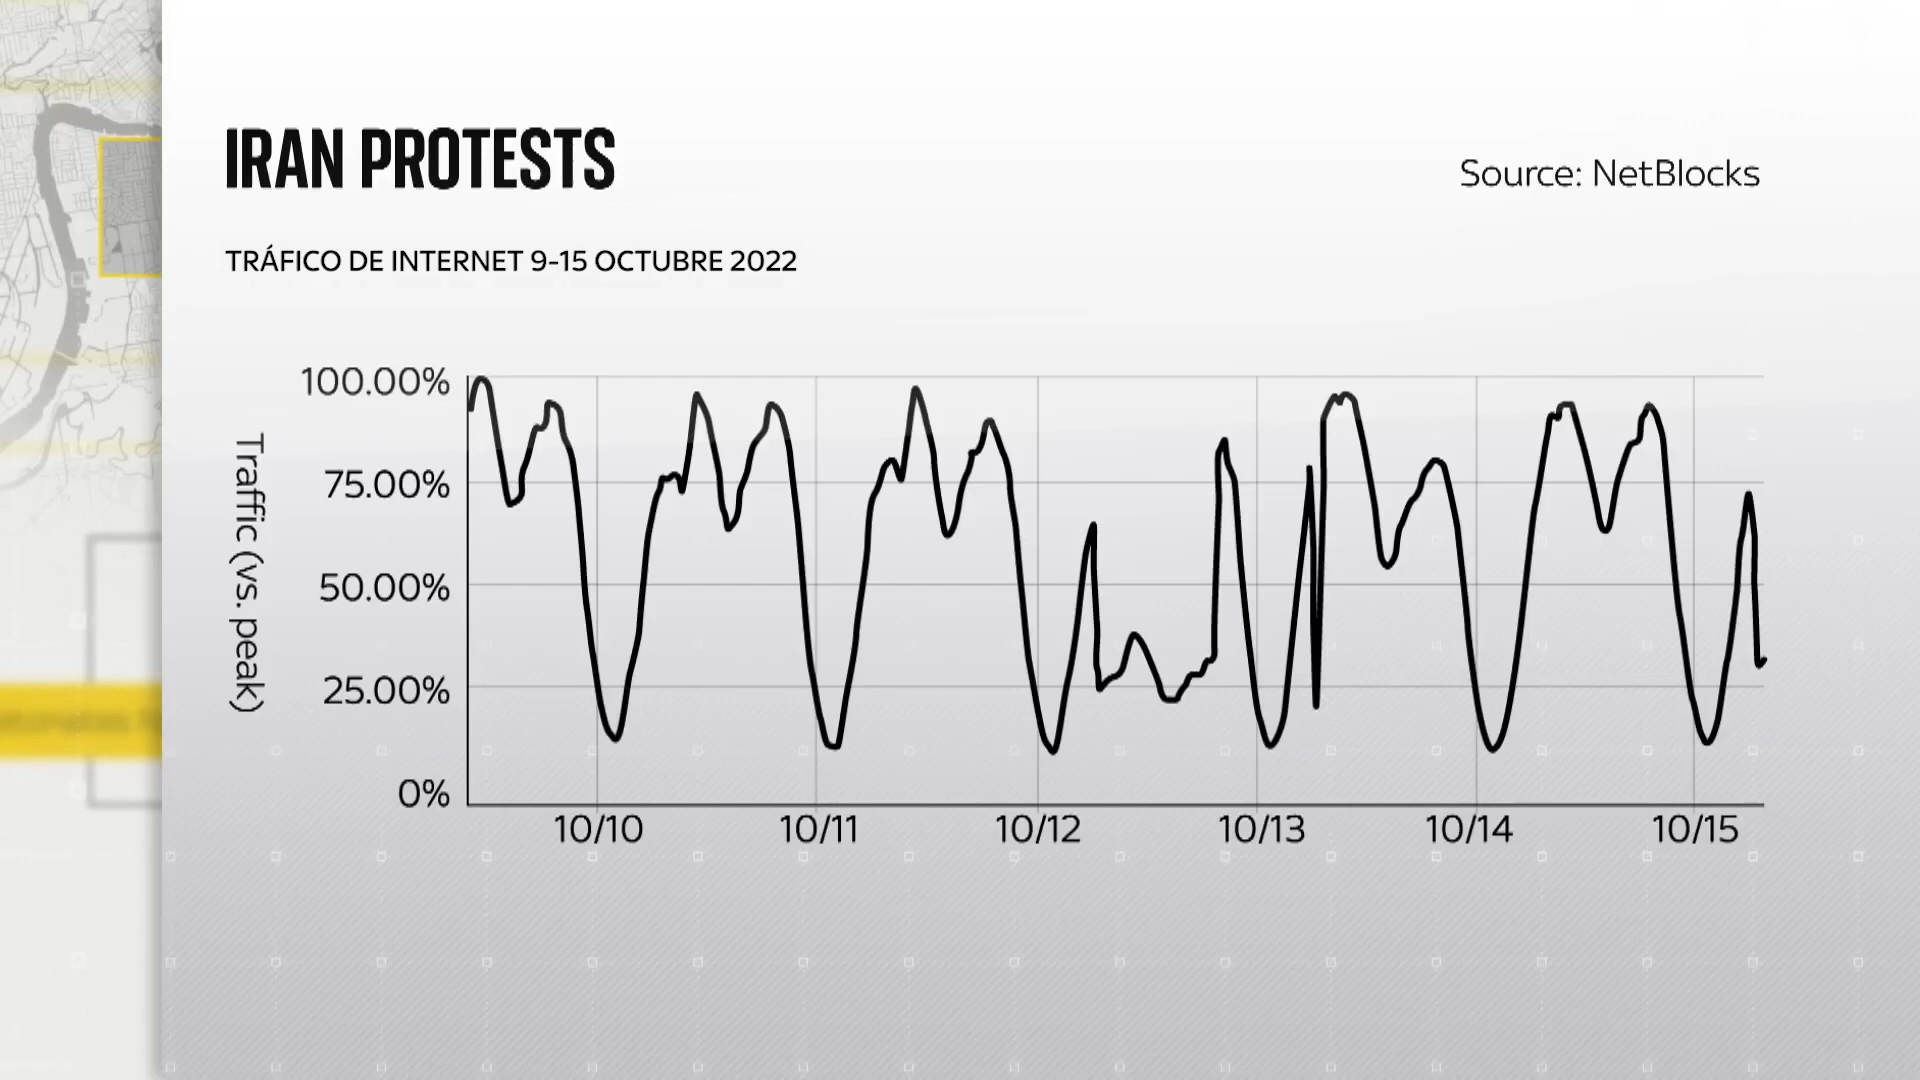 IRAN PROTESTS
Source: NetBlocks
TRÁFICO DE INTERNET 9-15 OCTUBRE 2022
Traffic (vs. peak)
100.00%
75.00%
50.00%
25.00%
0%
10/10 10/11 10/12 10/13 10/14 10/15